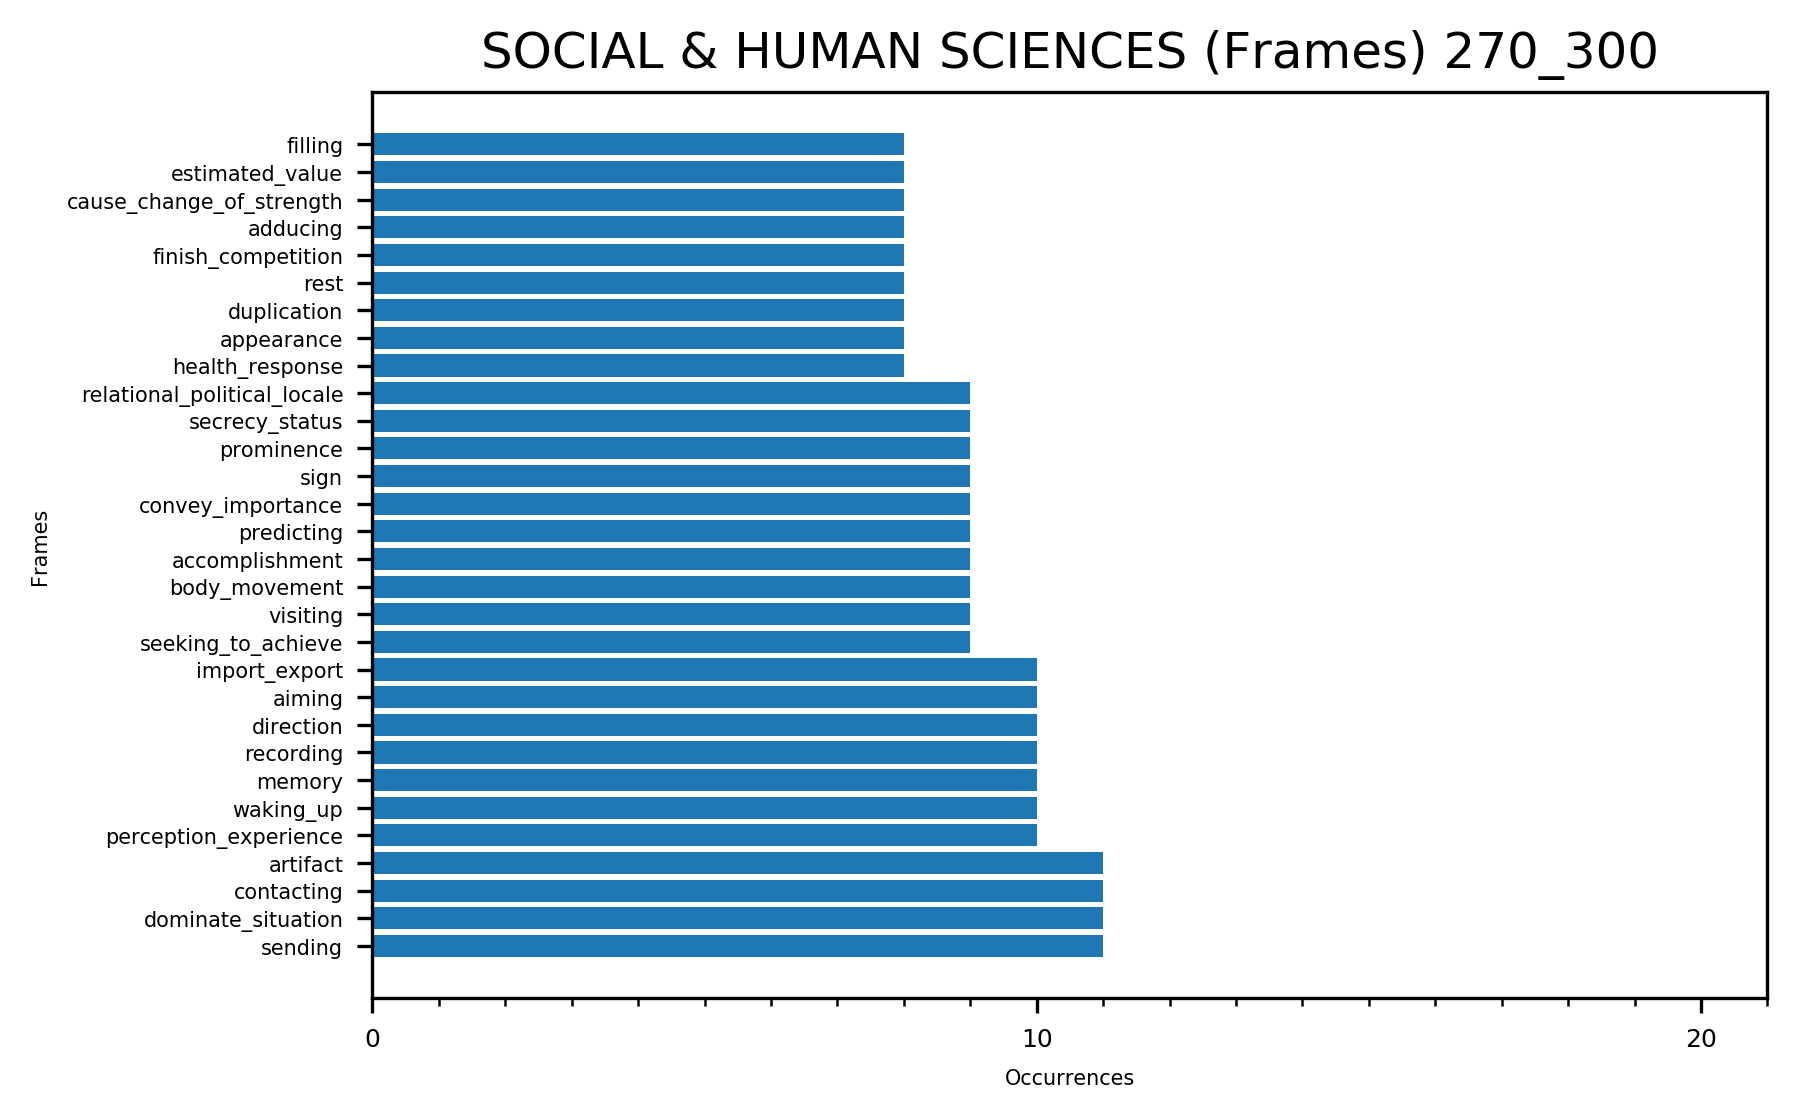 SOCIAL & HUMAN SCIENCES (Frames) 270_300
filling
estimated_value
cause_change_of_strength
adducing
finish_competition
rest
duplication
appearance
health_response
relational_political_locale
secrecy_status
prominence
sign
convey_importance
predicting
accomplishment
body_movement
visiting
seeking_to_achieve
import_export
aiming
direction
recording
memory
waking_up
perception_experience
artifact
contacting
dominate_situation
sending
Frames
0 10 20
Occurrences